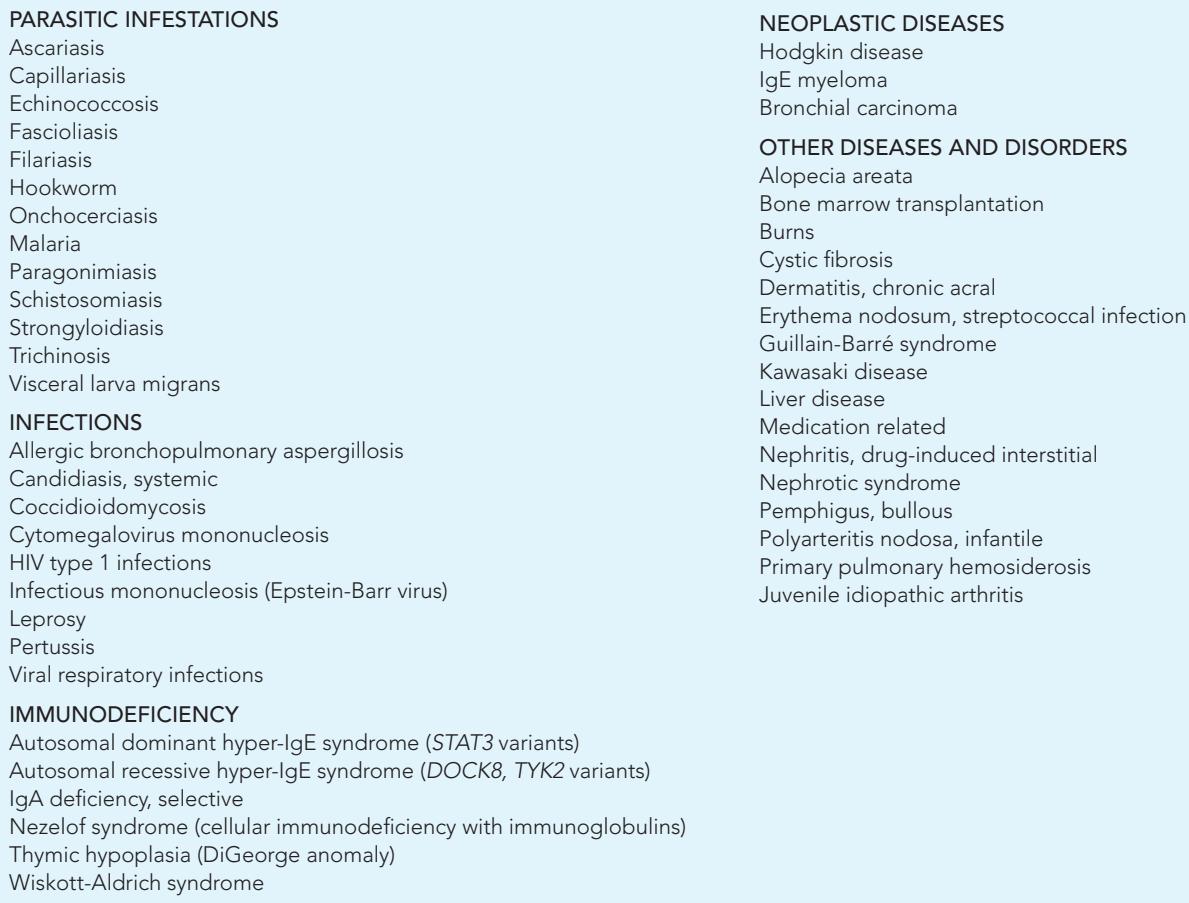 PARASITIC INFESTATIONS
Ascariasis
Capillariasis
Echinococcosis
Fascioliasis
Filariasis
Hookworm
Onchocerciasis
Malaria
Paragonimiasis
Schistosomiasis
Strongyloidiasis
Trichinosis
Visceral larva migrans
INFECTIONS
Allergic bronchopulmonary aspergillosis
Candidiasis, systemic
Coccidioidomycosis
Cytomegalovirus mononucleosis
HIV type 1 infections
Infectious mononucleosis (Epstein-Barr virus)
Leprosy
Pertussis
Viral respiratory infections
IMMUNODEFICIENCY
Autosomal dominant hyper-IgE syndrome (STAT3 variants)
Autosomal recessive hyper-IgE syndrome (DOCK8, TYK2 variants)
IgA deficiency, selective
Nezelof syndrome (cellular immunodeficiency with immunoglobulins)
Thymic hypoplasia (DiGeorge anomaly)
Wiskott-Aldrich syndrome
NEOPLASTIC DISEASES
Hodgkin disease
IgE myeloma
Bronchial carcinoma
OTHER DISEASES AND DISORDERS
Alopecia areata
Bone marrow transplantation
Burns
Cystic fibrosis
Dermatitis, chronic acral
Erythema nodosum, streptococcal infection
Guillain-Barré syndrome
Kawasaki disease
Liver disease
Medication related
Nephritis, drug-induced interstitial
Nephrotic syndrome
Pemphigus, bullous
Polyarteritis nodosa, infantile
Primary pulmonary hemosiderosis
Juvenile idiopathic arthritis